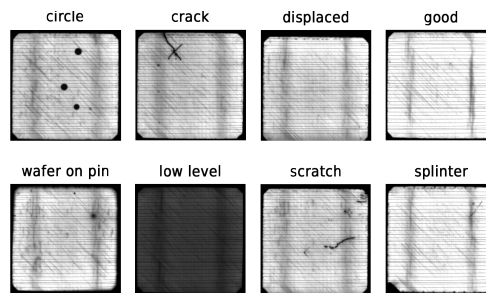 circle crack displaced good
wafer on pin low level scratch splinter